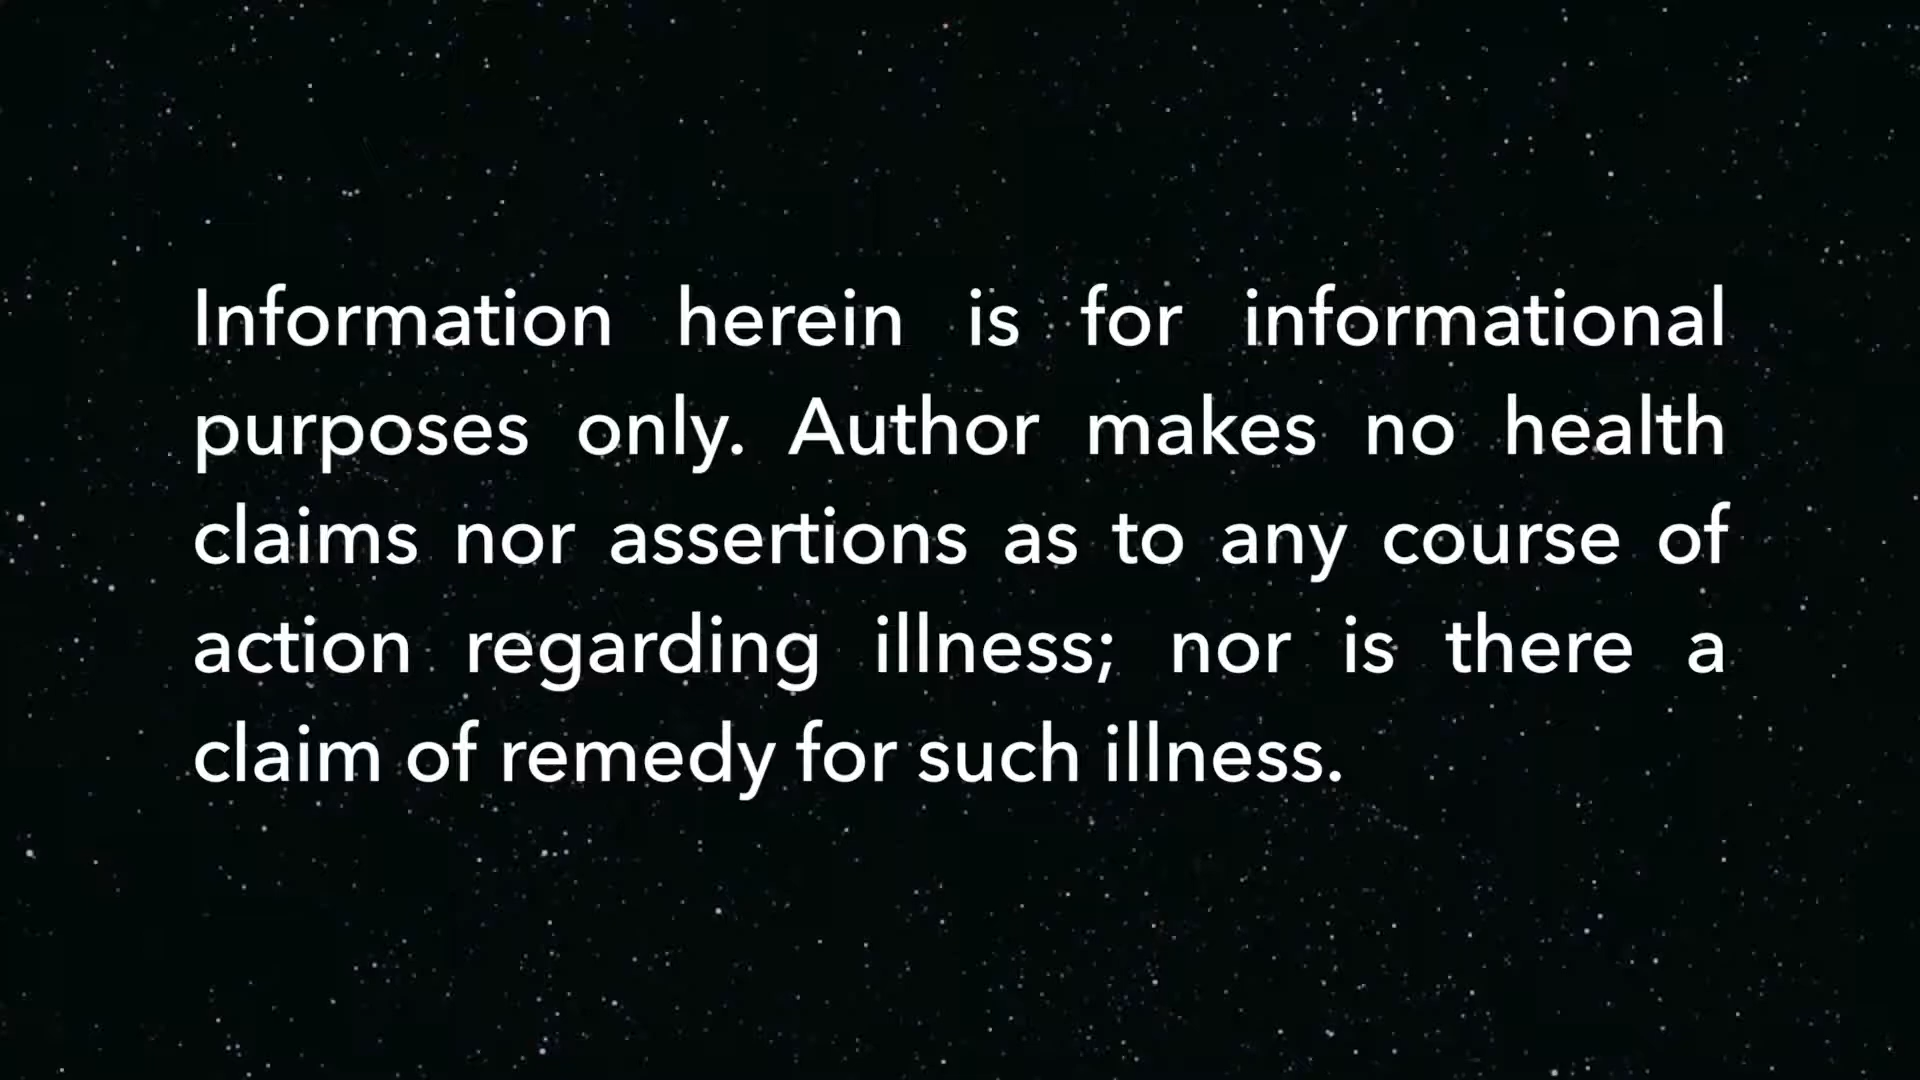 Information herein is for informational
purposes only. Author makes no health
claims nor assertions as to any course of
action regarding illness; nor is there a
claim of remedy for such illness.